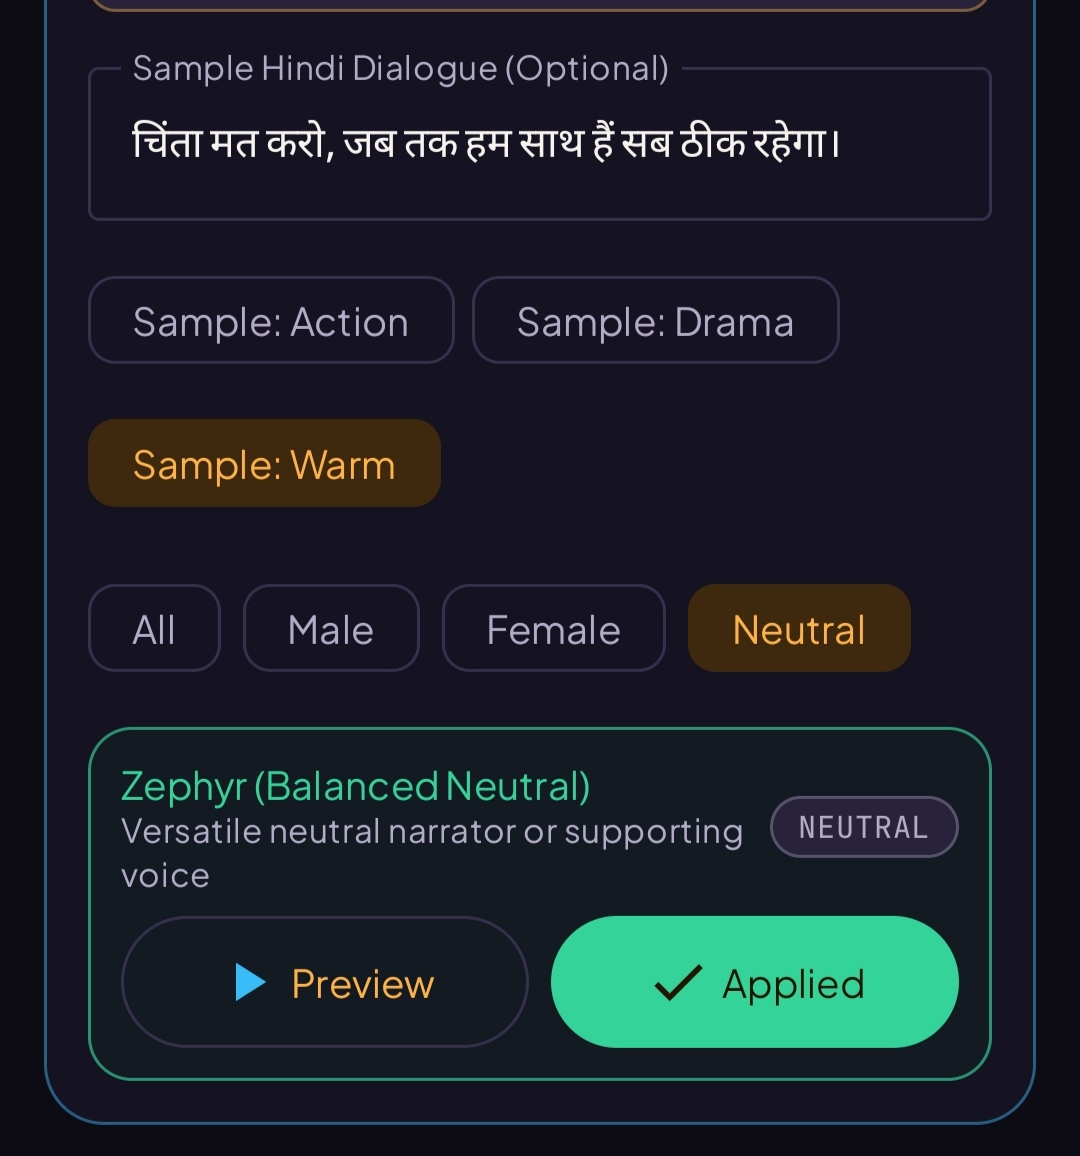 Sample Hindi Dialogue (Optional)
चिंता मत करो, जब तक हम साथ हैं सब ठीक रहेगा।
Sample: Action
Sample: Drama
Sample: Warm
All
Male
Female
Neutral
Zephyr (Balanced Neutral)
Versatile neutral narrator or supporting
voice
NEUTRAL
Preview
Applied